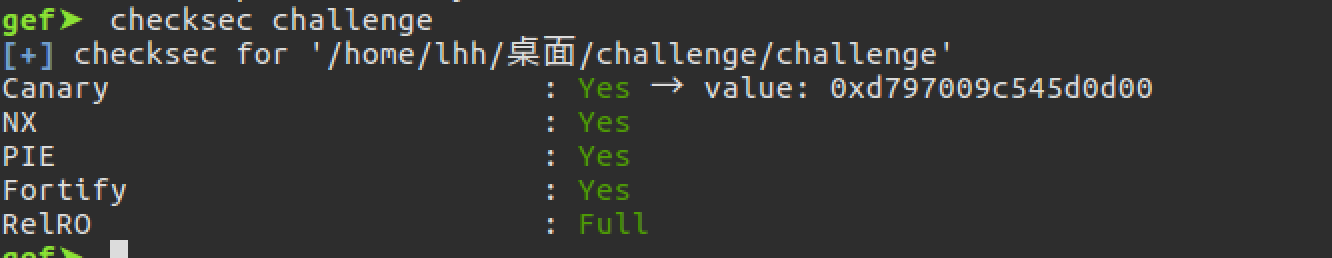 gef➤ checksec challenge
[+] checksec for '/home/lhh/桌面/challenge/challenge'
Canary : Yes → value: 0xd797009c545d0d00
NX : Yes
PIE : Yes
Fortify : Yes
RelRO : Full
gef➤